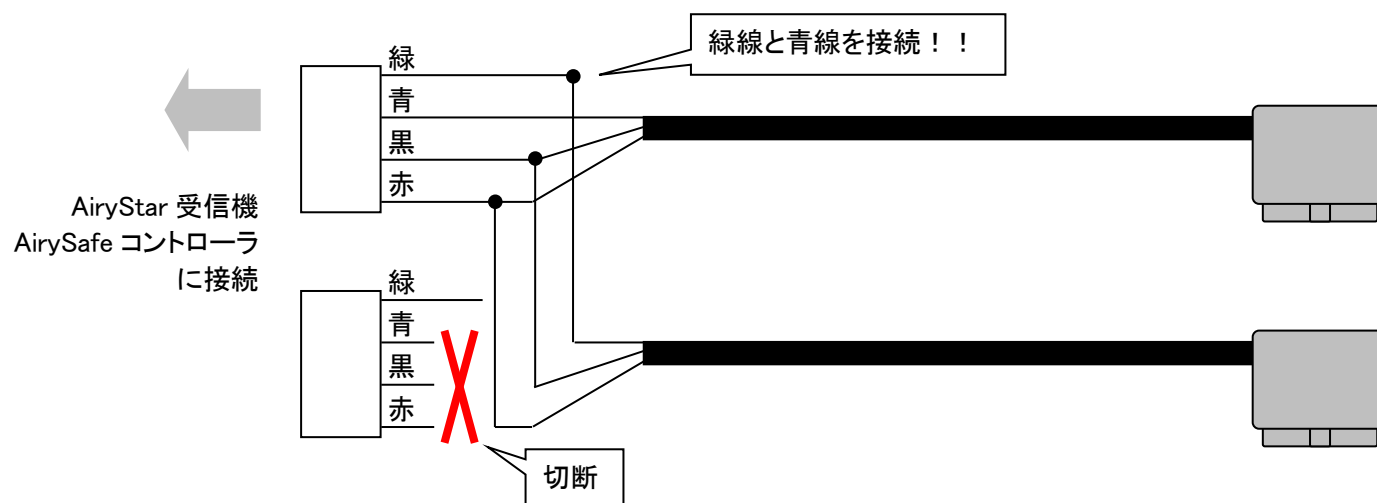 緑線と青線を接続！！
緑
青
黒
赤
AiryStar 受信機
AirySafe コントローラ
に接続
緑
青
黒
赤
切断